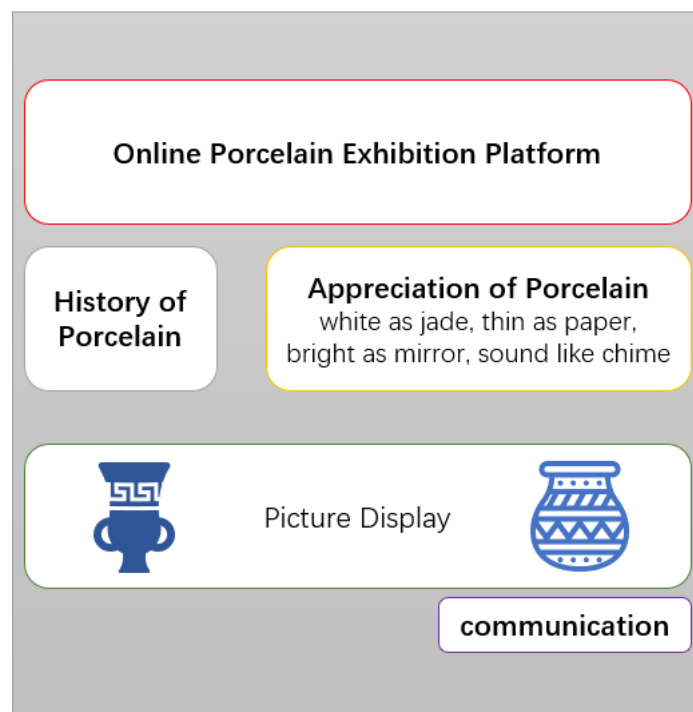 Online Porcelain Exhibition Platform
History of
Porcelain
Appreciation of Porcelain
white as jade, thin as paper,
bright as mirror, sound like chime
Picture Display
communication